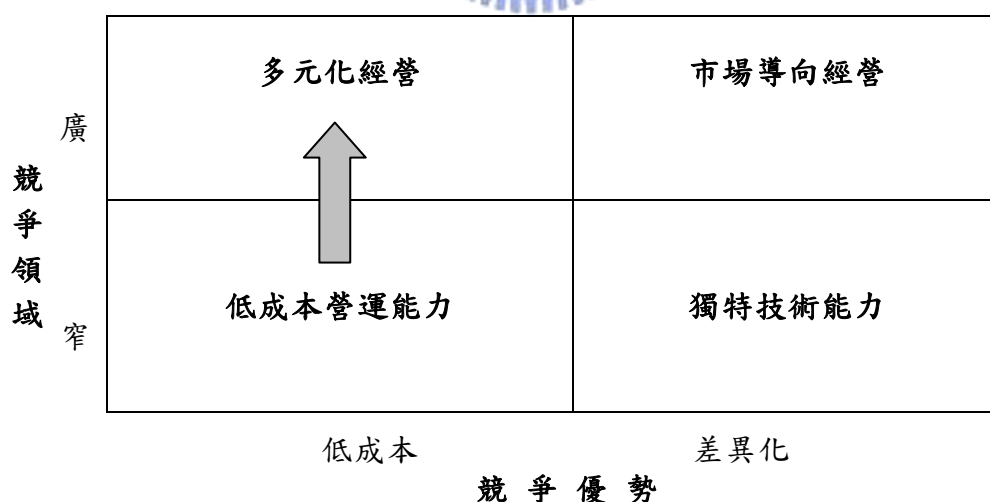 多元化經營
市場導向經營
廣
競爭領域
低成本營運能力
獨特技術能力
窄
低成本
差異化
競爭優勢